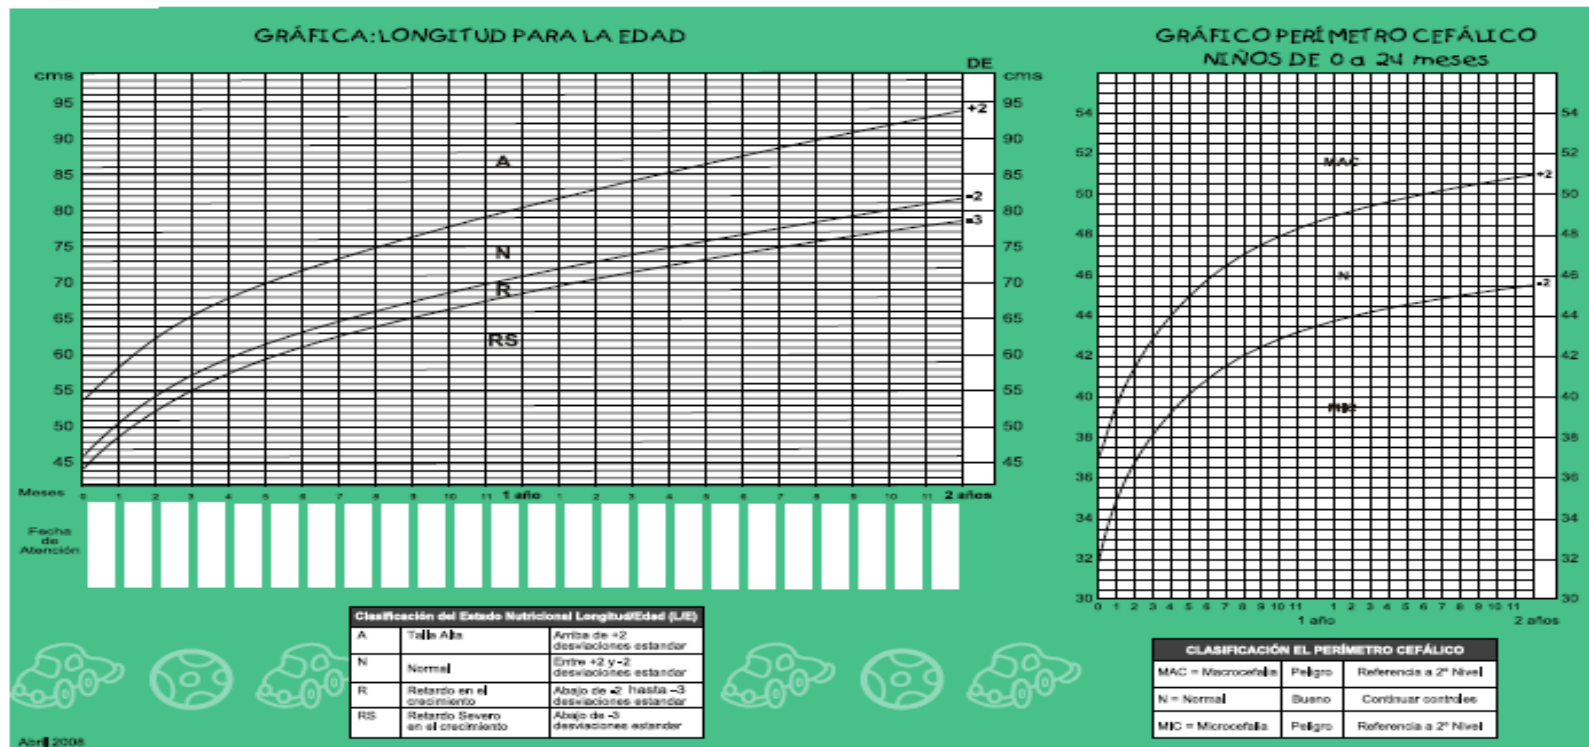 GRÁFICA: LONGITUD PARA LA EDAD
cms
DE
cms
95
90
85
80
75
70
65
60
55
50
45
A
N
R
RS
+2
-2
-3
95
90
85
80
75
70
65
60
55
50
45
Meses
0 1 2 3 4 5 6 7 8 9 10 11 1 año 1 2 3 4 5 6 7 8 9 10 11 2 años
Fecha
de
Atención
Clasificación del Estado Nutricional Longitud/Edad (L/E)
A Talla Alta Arriba de +2
desviaciones estandar
N Normal Entre +2 y -2
desviaciones estandar
R Retardo en el Abajo de -2 hasta -3
crecimiento desviaciones estandar
RS Retardo Severo Abajo de -3
en el crecimiento desviaciones estandar
Abril 2008
GRÁFICO PERÍMETRO CEFÁLICO
NIÑOS DE 0 a 24 meses
54
52
50
48
46
44
42
40
38
36
34
32
30
MAC
N
MIC
+2
-2
54
52
50
48
46
44
42
40
38
36
34
32
30
0 1 2 3 4 5 6 7 8 9 10 11 1 2 3 4 5 6 7 8 9 10 11
1 año 2 años
CLASIFICACIÓN EL PERÍMETRO CEFÁLICO
MAC = Macrocefalia Peligro Referencia a 2º Nivel
N = Normal Bueno Continuar controles
MIC = Microcefalia Peligro Referencia a 2º Nivel